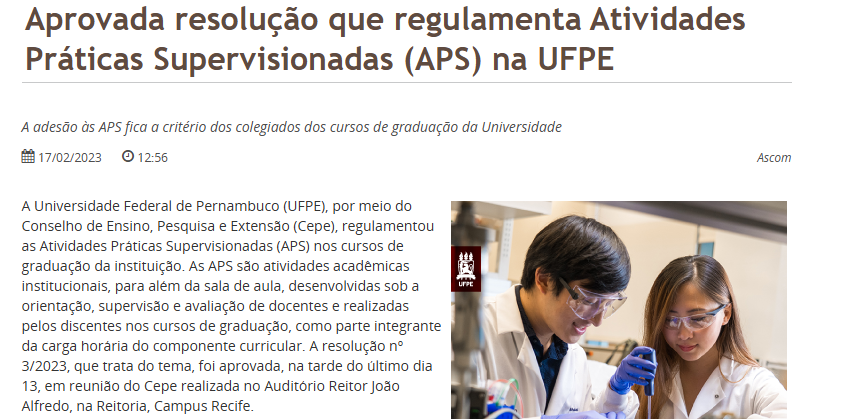 Aprovada resolução que regulamenta Atividades
Práticas Supervisionadas (APS) na UFPE
A adesão às APS fica a critério dos colegiados dos cursos de graduação da Universidade
17/02/2023 12:56 Ascom
A Universidade Federal de Pernambuco (UFPE), por meio do
Conselho de Ensino, Pesquisa e Extensão (Cepe), regulamentou
as Atividades Práticas Supervisionadas (APS) nos cursos de
graduação da instituição. As APS são atividades acadêmicas
institucionais, para além da sala de aula, desenvolvidas sob a
orientação, supervisão e avaliação de docentes e realizadas
pelos discentes nos cursos de graduação, como parte integrante
da carga horária do componente curricular. A resolução nº
3/2023, que trata do tema, foi aprovada, na tarde do último dia
13, em reunião do Cepe realizada no Auditório Reitor João
Alfredo, na Reitoria, Campus Recife.
UFPE